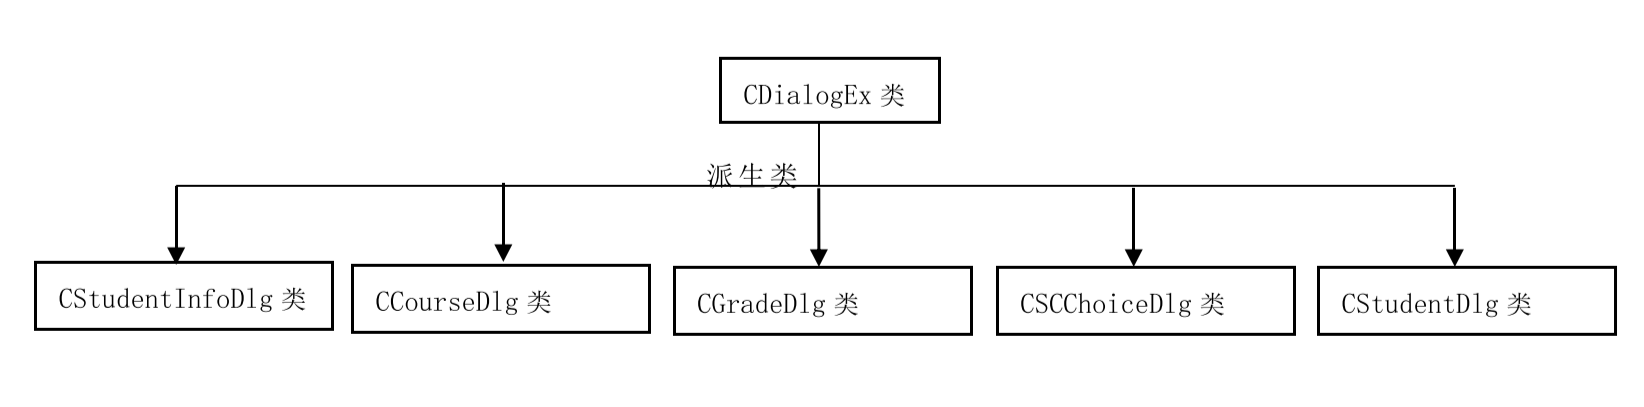 CDialogEx 类
派生类
CStudentInfoDlg 类
CCourseDlg 类
CGradeDlg 类
CSCChoiceDlg 类
CStudentDlg 类